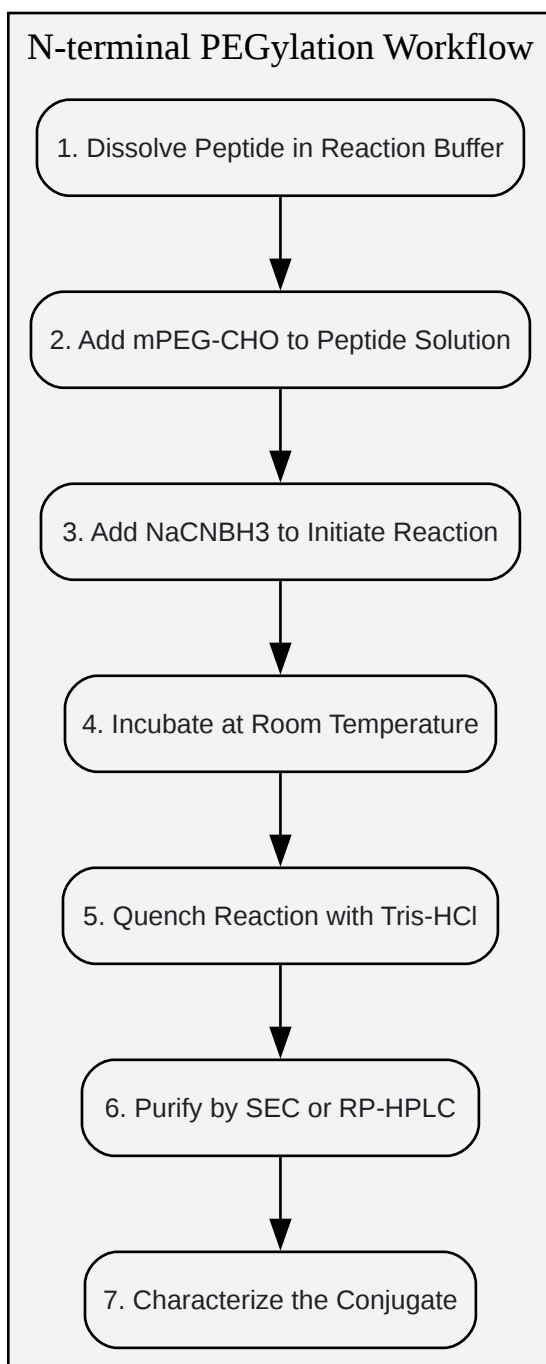 N-terminal PEGylation Workflow
1. Dissolve Peptide in Reaction Buffer
2. Add mPEG-CHO to Peptide Solution
3. Add NaCNBH3 to Initiate Reaction
4. Incubate at Room Temperature
5. Quench Reaction with Tris-HCl
6. Purify by SEC or RP-HPLC
7. Characterize the Conjugate